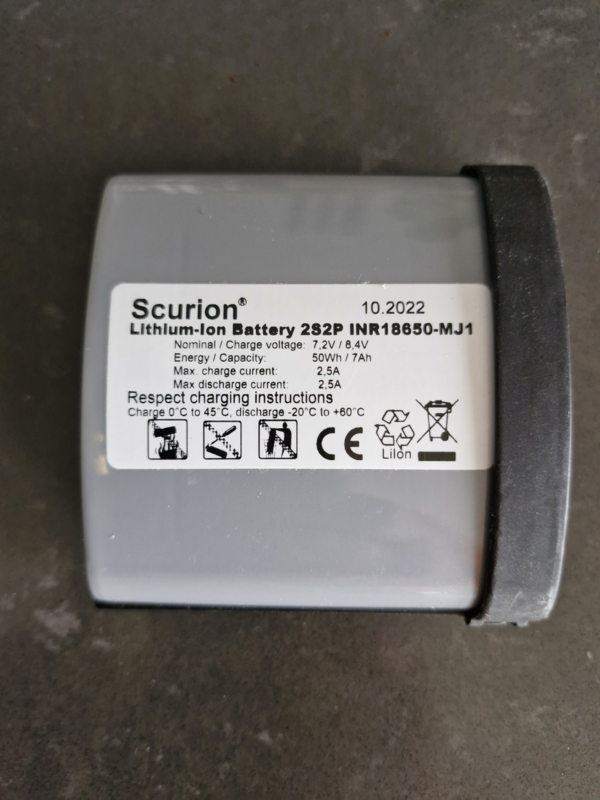 Scurion® 10.2022
Lithium-Ion Battery 2S2P INR18650-MJ1
Nominal / Charge voltage: 7,2V / 8,4V
Energy / Capacity: 50Wh / 7Ah
Max. charge current: 2,5A
Max discharge current: 2,5A
Respect charging instructions
Charge 0°C to 45°C, discharge -20°C to +60°C
CE
LiIon